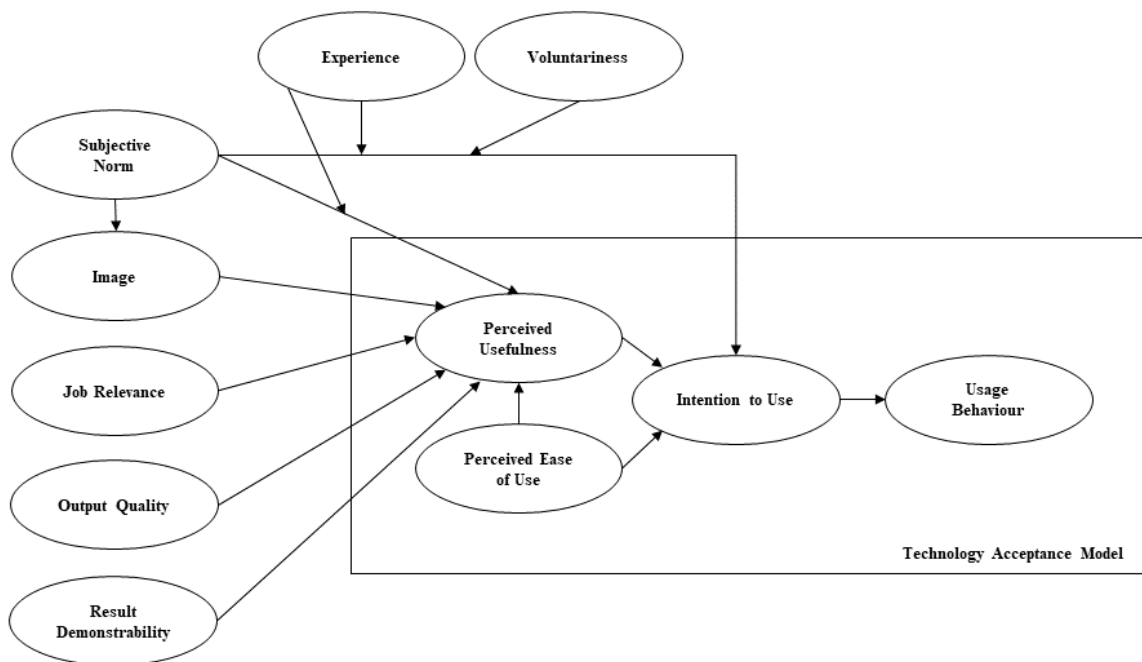 Experience
Voluntariness
Subjective
Norm
Image
Perceived
Usefulness
Job Relevance
Intention to Use
Usage
Behaviour
Perceived Ease
of Use
Output Quality
Technology Acceptance Model
Result
Demonstrability